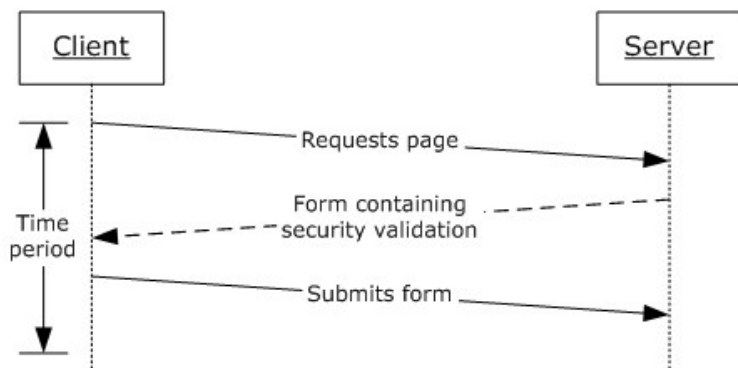 Client
Server
Requests page
Form containing
security validation
Time
period
Submits form